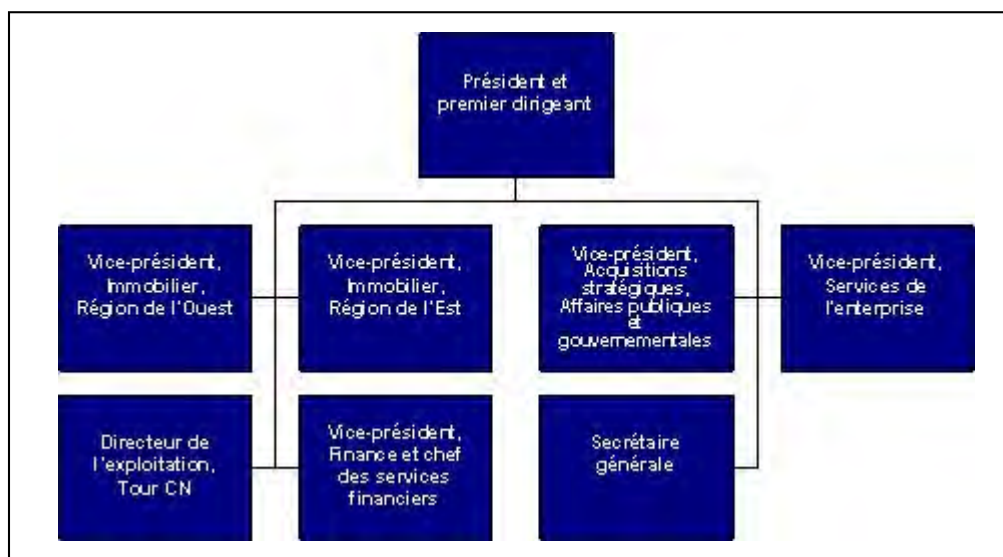 Président et
premier dirigeant
Vice-président,
Immobilier,
Région de l'Ouest
Vice-président,
Immobilier,
Région de l'Est
Vice-président,
Acquisitions
stratégiques,
Affaires publiques
et
gouvernementales
Vice-président,
Services de
l'enterprise
Directeur de
l'exploitation,
Tour CN
Vice-président,
Finance et chef
des services
financiers
Secrétaire
générale